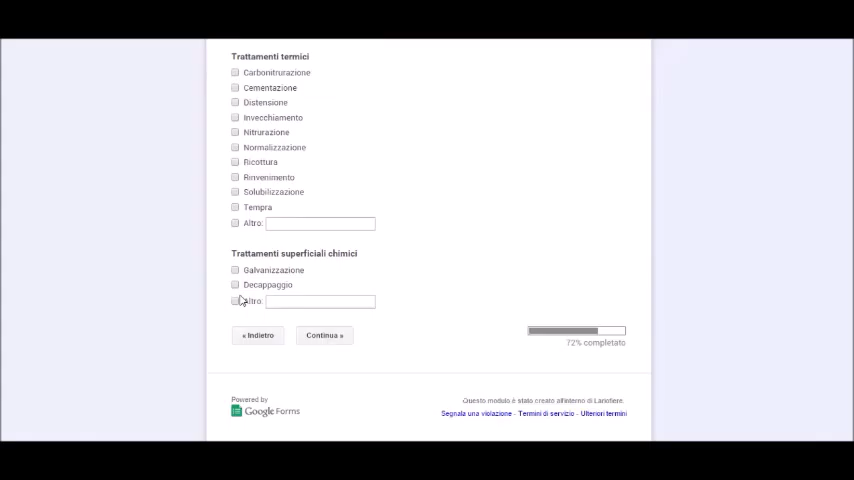 Trattamenti termici
Carbonitrurazione
Cementazione
Distensione
Invecchiamento
Nitrurazione
Normalizzazione
Ricottura
Rinvenimento
Solubilizzazione
Tempra
Altro:
Trattamenti superficiali chimici
Galvanizzazione
Decappaggio
Altro:
« Indietro Continua »
72% completato
Powered by
Google Forms
Questo modulo è stato creato all'interno di Lanofiere.
Segnala una violazione - Termini di servizio - Ulteriori termini